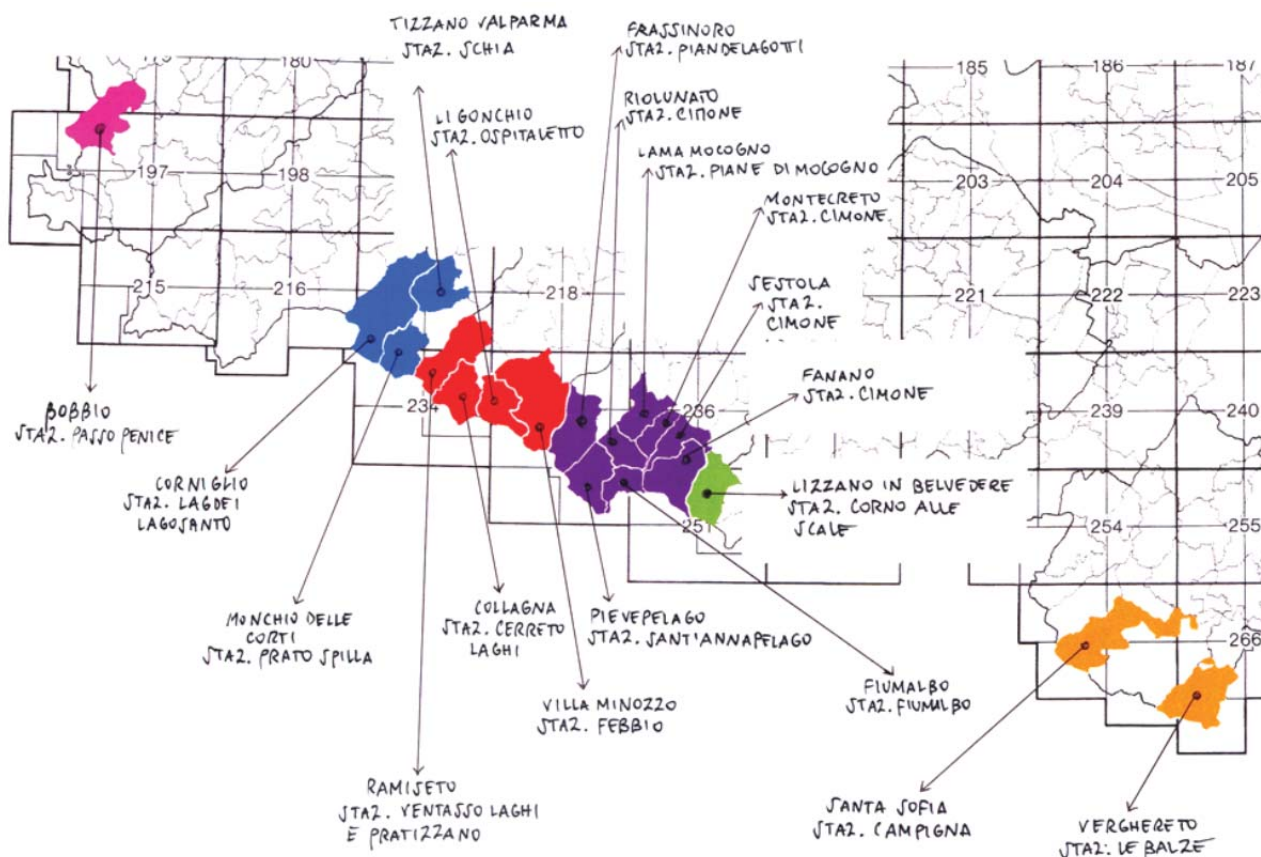 TIZZANO VALPARMA
STAZ. SCHIA
FRASSINORO
STAZ. PIANDELAGOTTI
LIGONCHIO
STAZ. OSPITALETTO
RIOLUNATO
STAZ. CIMONE
LAMA MOCOGNO
STAZ. PIANE DI MOCOGNO
MONTECRETO
STAZ. CIMONE
SESTOLA
STAZ.
CIMONE
FANANO
STAZ. CIMONE
LIZZANO IN BELVEDERE
STAZ. CORNO ALLE
SCALE
BOBBIO
STAZ. PASSO PENICE
CORNIGLIO
STAZ. LAGDEI
LAGOSANTO
MONCHIO DELLE
CORTI
STAZ. PRATO SPILLA
COLLAGNA
STAZ. CERRETO
LAGHI
PIEVEPELAGO
STAZ. SANT'ANNAPELAGO
VILLA MINOZZO
STAZ. FEBBIO
FIUMALBO
STAZ. FIUMALBO
RAMISETO
STAZ. VENTASSO LAGHI
E PRATIZZANO
SANTA SOFIA
STAZ. CAMPIGNA
VERGHERETO
STAZ. LE BALZE
180
197
198
215
216
218
234
236
251
185
186
187
203
204
205
221
222
223
239
240
254
255
266